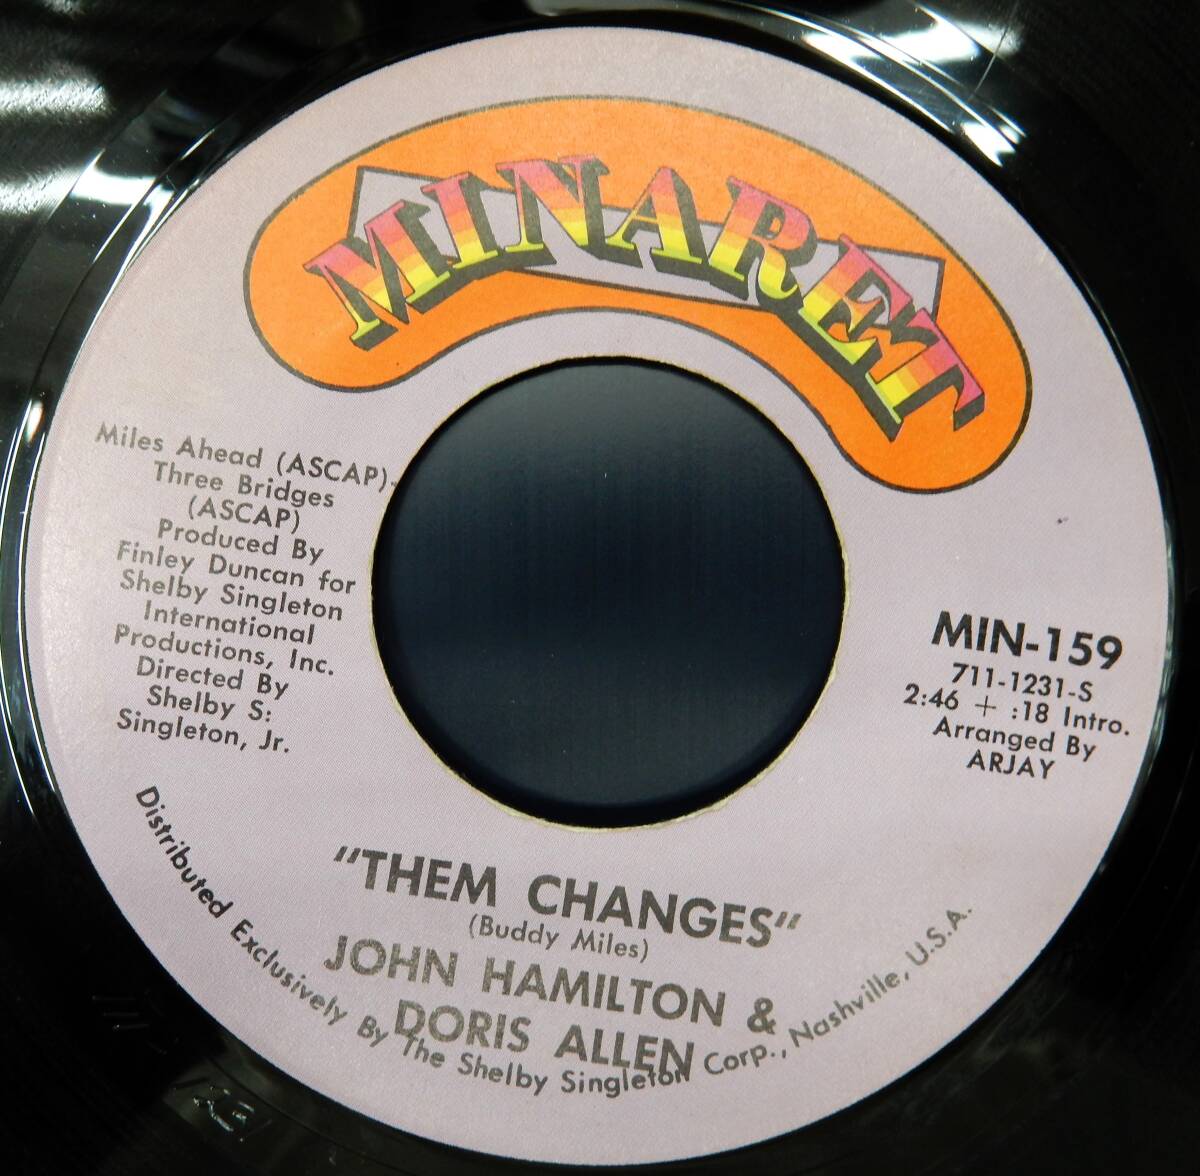 MINARET
Miles Ahead (ASCAP)-
Three Bridges
(ASCAP)
Produced By
Finley Duncan for
Shelby Singleton
International
Productions, Inc.
Directed By
Shelby S:
Singleton, Jr.
MIN-159
711-1231-S
2:46 + :18 Intro.
Arranged By
ARJAY
"THEM CHANGES"
(Buddy Miles)
JOHN HAMILTON &
DORIS ALLEN
Distributed Exclusively By The Shelby Singleton Corp., Nashville, U.S.A.